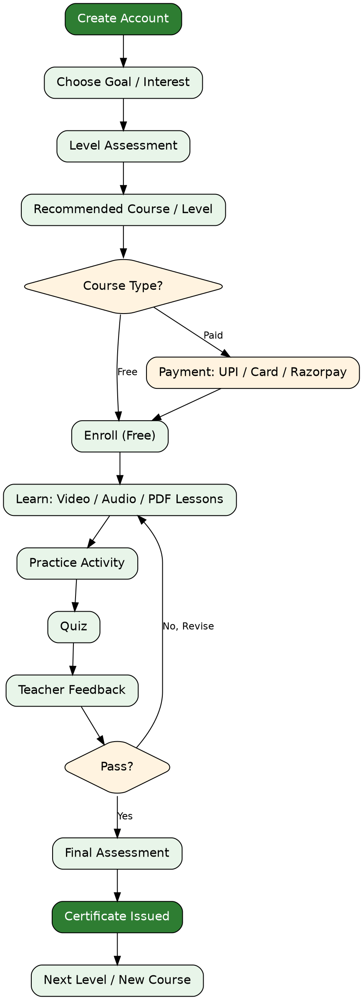 Create Account
Choose Goal / Interest
Level Assessment
Recommended Course / Level
Course Type?
Paid
Payment: UPI / Card / Razorpay
Free
Enroll (Free)
Learn: Video / Audio / PDF Lessons
Practice Activity
Quiz
No, Revise
Teacher Feedback
Pass?
Yes
Final Assessment
Certificate Issued
Next Level / New Course